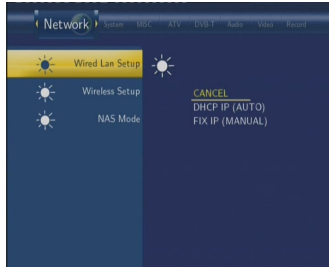 Network System MISC ATV DVB-T Audio Video Record
Wired Lan Setup
Wireless Setup
NAS Mode
CANCEL
DHCP IP (AUTO)
FIX IP (MANUAL)